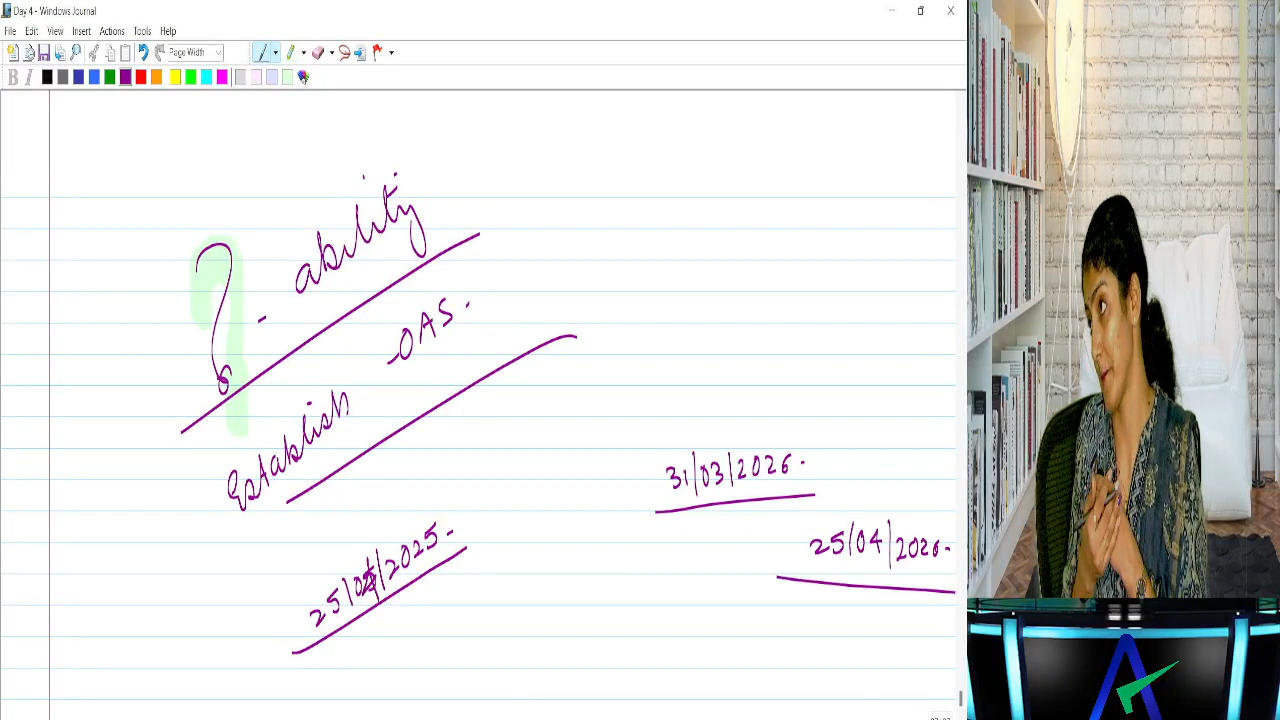 Day 4 - Windows Journal
File Edit View Insert Actions Tools Help
Page Width
B I
? - ability
Establish - OAS.
31/03/2026.
25/04/2026.
25/04/2025.